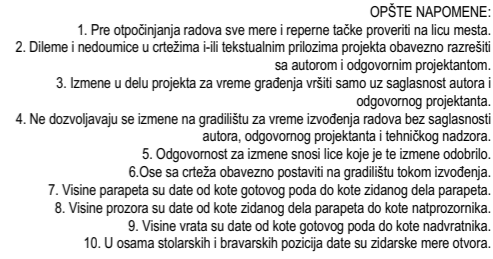 OPŠTE NAPOMENE:
1. Pre otpočinjanja radova sve mere i reperne tačke proveriti na licu mesta.
2. Dileme i nedoumice u crtežima i-ili tekstualnim prilozima projekta obavezno razrešiti
sa autorom i odgovornim projektantom.
3. Izmene u delu projekta za vreme građenja vršiti samo uz saglasnost autora i
odgovornog projektanta.
4. Ne dozvoljavaju se izmene na gradilištu za vreme izvođenja radova bez saglasnosti
autora, odgovornog projektanta i tehničkog nadzora.
5. Odgovornost za izmene snosi lice koje je te izmene odobrilo.
6.Ose sa crteža obavezno postaviti na gradilištu tokom izvođenja.
7. Visine parapeta su date od kote gotovog poda do kote zidanog dela parapeta.
8. Visine prozora su date od kote zidanog dela parapeta do kote natprozornika.
9. Visine vrata su date od kote gotovog poda do kote nadvratnika.
10. U osama stolarskih i bravarskih pozicija date su zidarske mere otvora.